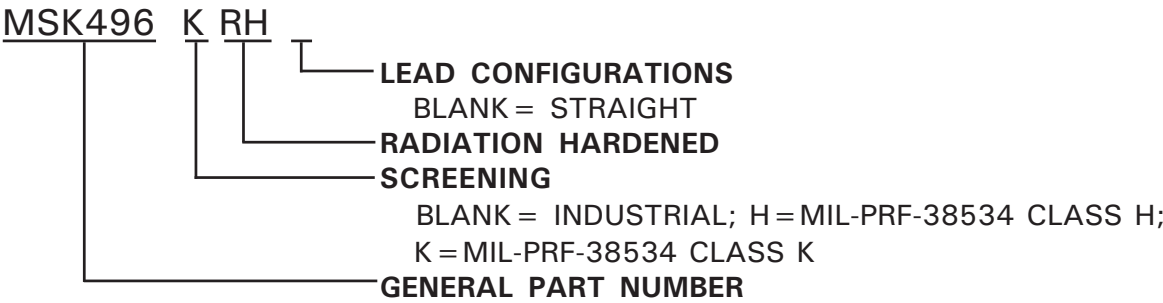 MSK496 K RH _
LEAD CONFIGURATIONS
BLANK = STRAIGHT
RADIATION HARDENED
SCREENING
BLANK = INDUSTRIAL; H=MIL-PRF-38534 CLASS H;
K=MIL-PRF-38534 CLASS K
GENERAL PART NUMBER